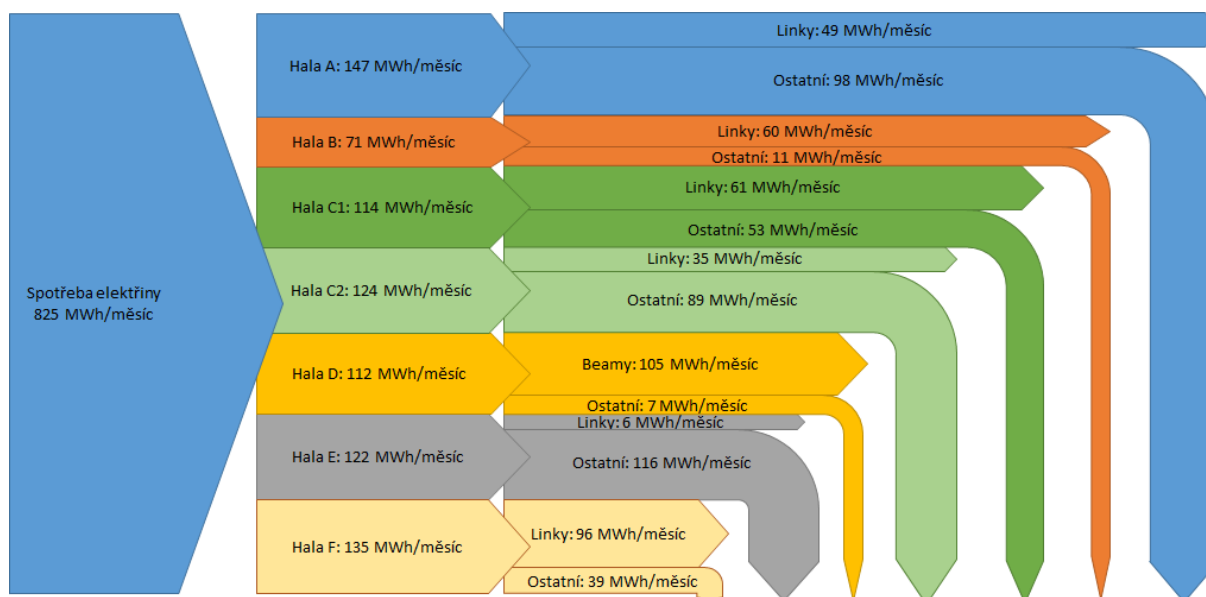 Spotřeba elektřiny
825 MWh/měsíc
Hala A: 147 MWh/měsíc
Linky: 49 MWh/měsíc
Ostatní: 98 MWh/měsíc
Hala B: 71 MWh/měsíc
Linky: 60 MWh/měsíc
Ostatní: 11 MWh/měsíc
Hala C1: 114 MWh/měsíc
Linky: 61 MWh/měsíc
Ostatní: 53 MWh/měsíc
Hala C2: 124 MWh/měsíc
Linky: 35 MWh/měsíc
Ostatní: 89 MWh/měsíc
Hala D: 112 MWh/měsíc
Beamy: 105 MWh/měsíc
Ostatní: 7 MWh/měsíc
Hala E: 122 MWh/měsíc
Linky: 6 MWh/měsíc
Ostatní: 116 MWh/měsíc
Hala F: 135 MWh/měsíc
Linky: 96 MWh/měsíc
Ostatní: 39 MWh/měsíc